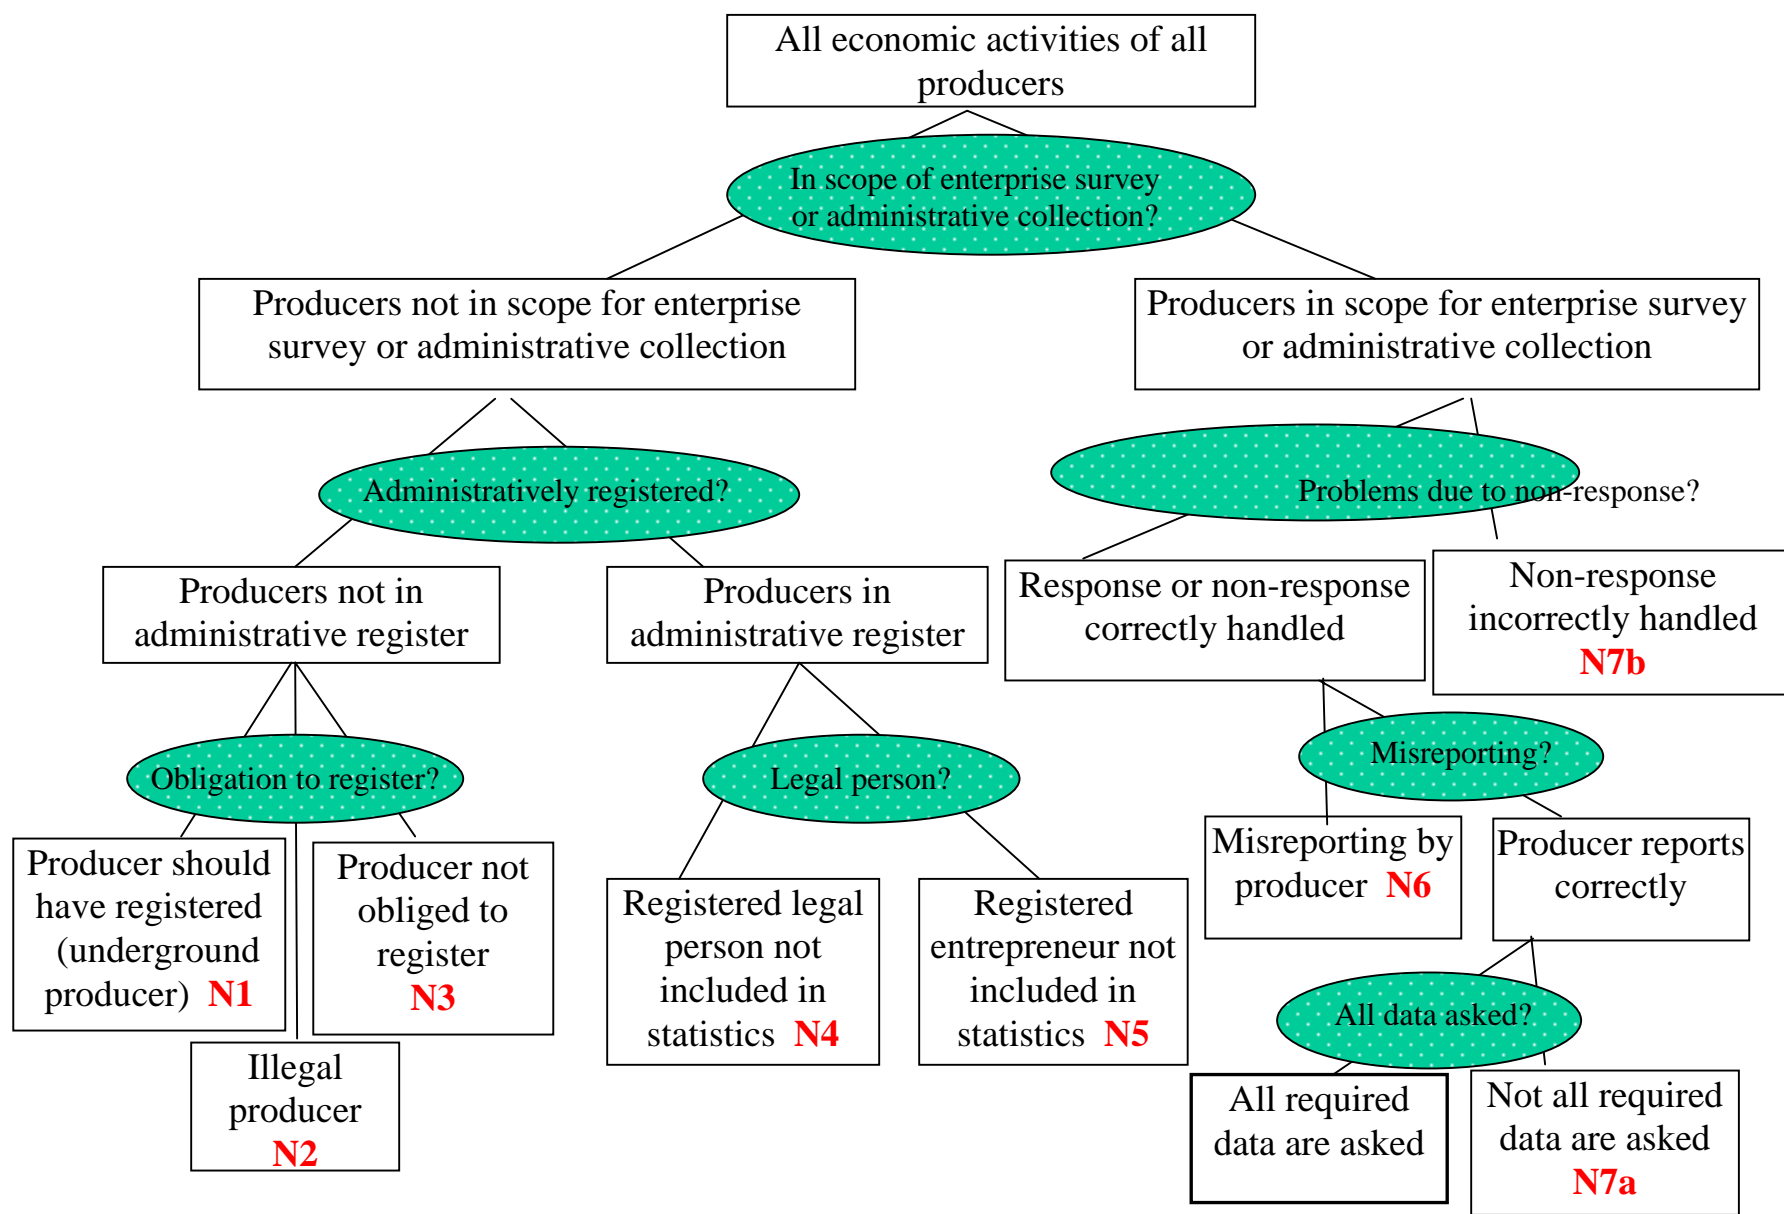 All economic activities of all
producers
In scope of enterprise survey
or administrative collection?
Producers not in scope for enterprise
survey or administrative collection
Producers in scope for enterprise survey
or administrative collection
Administratively registered?
Problems due to non-response?
Producers not in
administrative register
Producers in
administrative register
Response or non-response
correctly handled
Non-response
incorrectly handled
N7b
Obligation to register?
Legal person?
Misreporting?
Producer should
have registered
(underground
producer) N1
Producer not
obliged to
register
N3
Illegal
producer
N2
Registered legal
person not
included in
statistics N4
Registered
entrepreneur not
included in
statistics N5
Misreporting by
producer N6
Producer reports
correctly
All data asked?
All required
data are asked
Not all required
data are asked
N7a